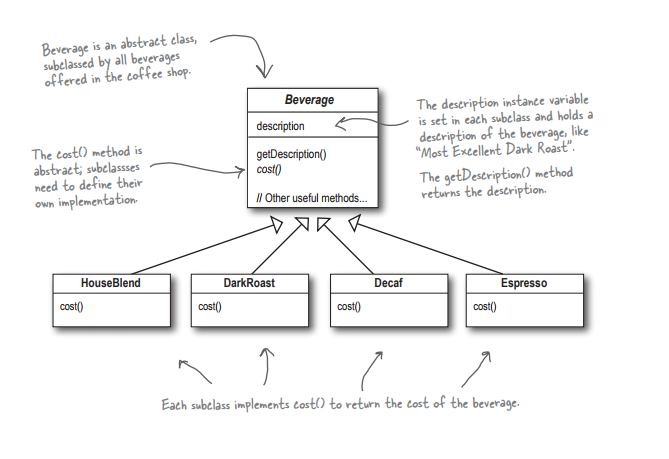 Beverage is an abstract class,
subclassed by all beverages
offered in the coffee shop.
Beverage
description
getDescription()
cost()
// Other useful methods...
The description instance variable
is set in each subclass and holds a
description of the beverage, like
“Most Excellent Dark Roast”.
The getDescription() method
returns the description.
The cost() method is
abstract; subclassses
need to define their
own implementation.
HouseBlend
cost()
DarkRoast
cost()
Decaf
cost()
Espresso
cost()
Each subclass implements cost() to return the cost of the beverage.